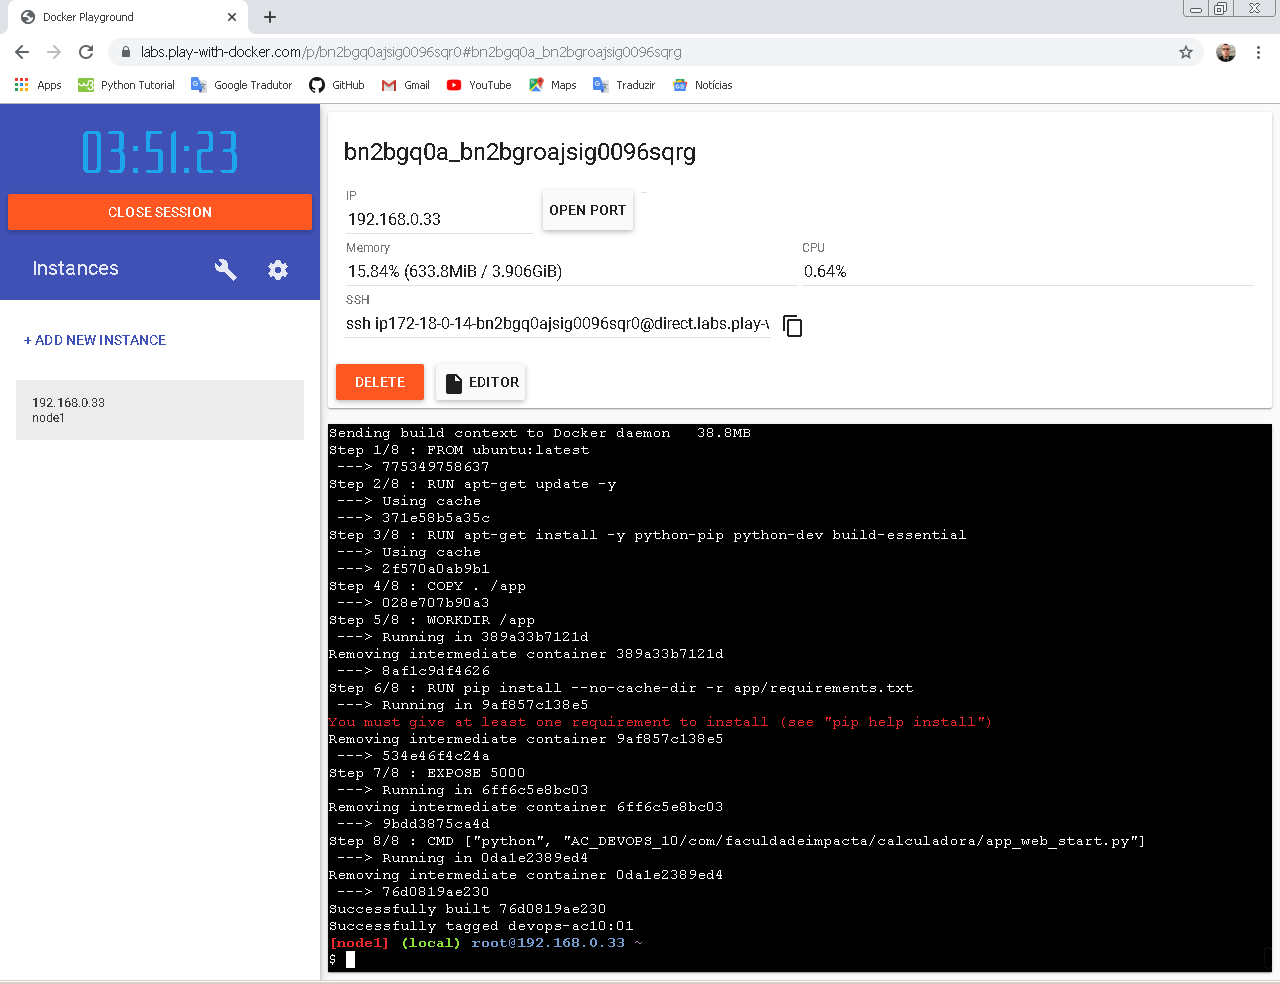 Docker Playground
labs.play-with-docker.com/p/bn2bgq0ajsig0096sqr0#bn2bgq0a_bn2bgroajsig0096sqrg
Apps Python Tutorial Google Tradutor GitHub Gmail YouTube Maps Traduzir Notícias
03:51:23
CLOSE SESSION
Instances
+ ADD NEW INSTANCE
192.168.0.33
node1
bn2bgq0a_bn2bgroajsig0096sqrg
IP
192.168.0.33
OPEN PORT
Memory
15.84% (633.8MiB / 3.906GiB)
CPU
0.64%
SSH
ssh ip172-18-0-14-bn2bgq0ajsig0096sqr0@direct.labs.play-
DELETE
EDITOR
Sending build context to Docker daemon 38.8MB
Step 1/8 : FROM ubuntu:latest
---> 775349758637
Step 2/8 : RUN apt-get update -y
---> Using cache
---> 371e58b5a35c
Step 3/8 : RUN apt-get install -y python-pip python-dev build-essential
---> Using cache
---> 2f570a0ab9b1
Step 4/8 : COPY . /app
---> 028e707b90a3
Step 5/8 : WORKDIR /app
---> Running in 389a33b7121d
Removing intermediate container 389a33b7121d
---> 8af1c9df4626
Step 6/8 : RUN pip install --no-cache-dir -r app/requirements.txt
---> Running in 9af857c138e5
You must give at least one requirement to install (see "pip help install")
Removing intermediate container 9af857c138e5
---> 534e46f4c24a
Step 7/8 : EXPOSE 5000
---> Running in 6ff6c5e8bc03
Removing intermediate container 6ff6c5e8bc03
---> 9bdd3875ca4d
Step 8/8 : CMD ["python", "AC_DEVOPS_10/com/faculdadeimpacta/calculadora/app_web_start.py"]
---> Running in 0da1e2389ed4
Removing intermediate container 0da1e2389ed4
---> 76d0819ae230
Successfully built 76d0819ae230
Successfully tagged devops-ac10:01
[node1] (local) root@192.168.0.33 ~
$